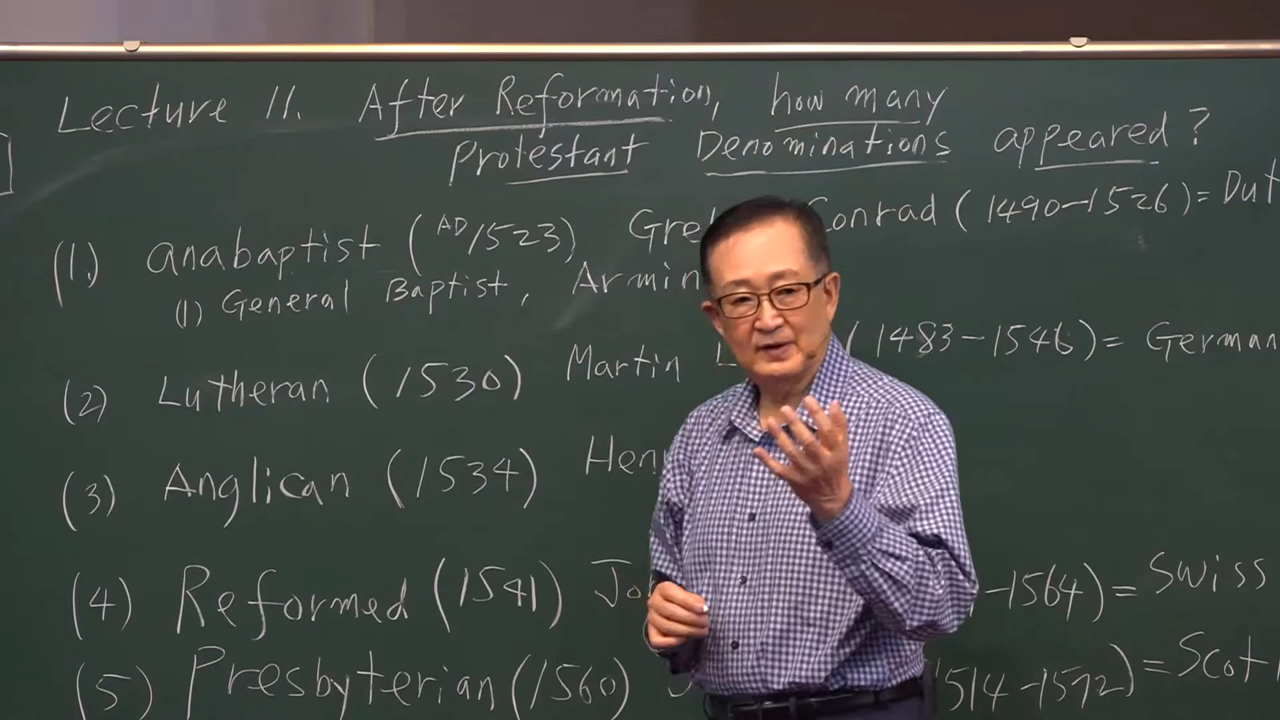 Lecture 11. After Reformation, how many
Protestant Denominations appeared?
(1.) anabaptist (AD/1523) Gre Conrad (1490-1526)= Dut
(1) General Baptist, Armin
(2) Lutheran (1530) Martin L (1483-1546)= German
(3) Anglican (1534) Hen
(4) Reformed (1541) Jo -1564)= Swiss
(5) Presbyterian (1560) J 1514-1572)= Scot